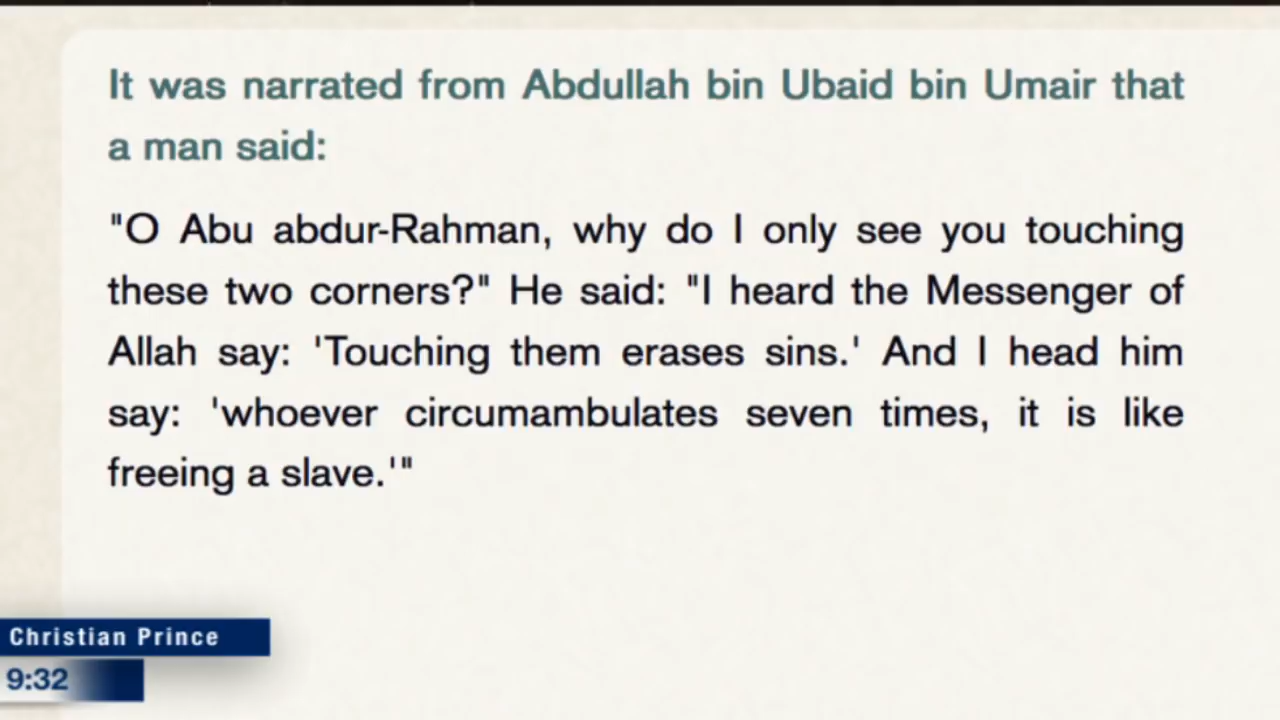 It was narrated from Abdullah bin Ubaid bin Umair that
a man said:
"O Abu abdur-Rahman, why do I only see you touching
these two corners?" He said: "I heard the Messenger of
Allah say: 'Touching them erases sins.' And I head him
say: 'whoever circumambulates seven times, it is like
freeing a slave.'"
Christian Prince
9:32